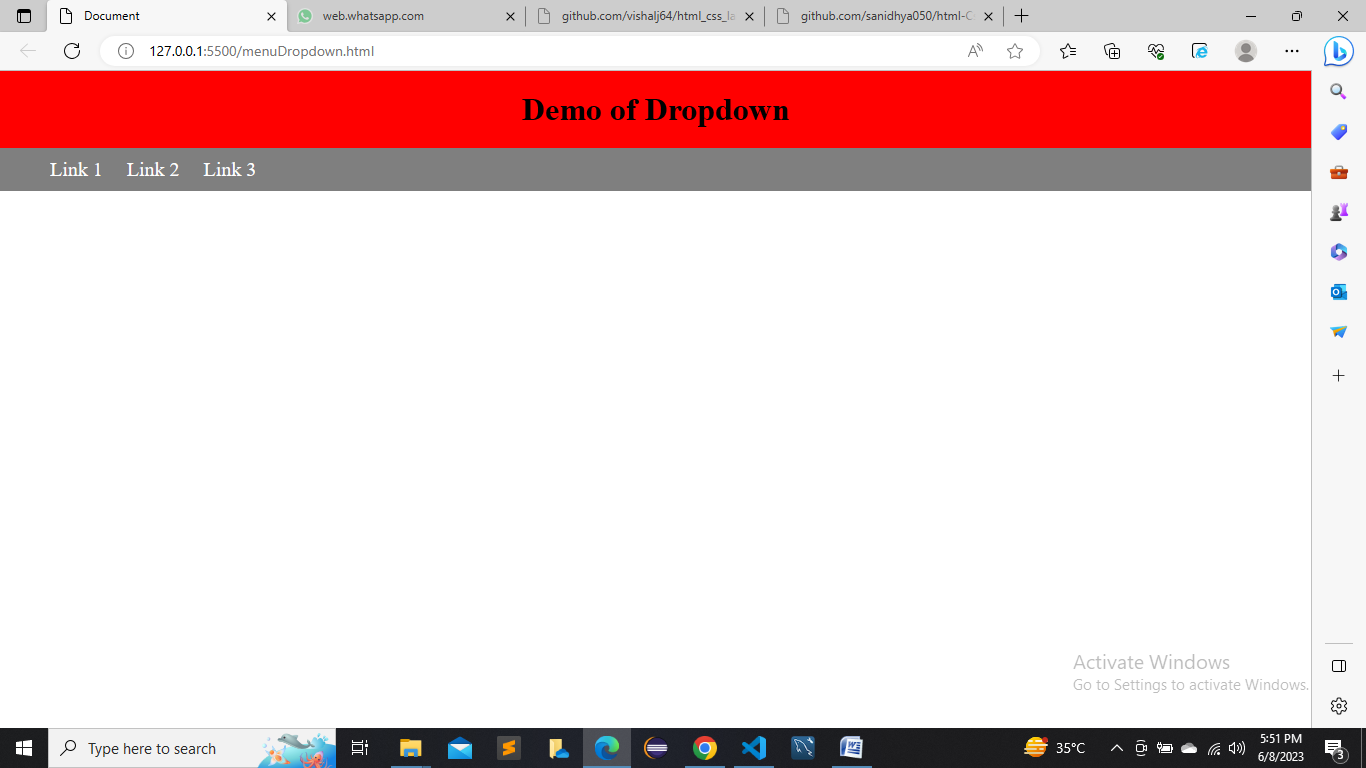 Document
web.whatsapp.com
github.com/vishalj64/html_css_la
github.com/sanidhya050/html-C
127.0.0.1:5500/menuDropdown.html
Demo of Dropdown
Link 1 Link 2 Link 3
Activate Windows
Go to Settings to activate Windows.
Type here to search
35°C
5:51 PM
6/8/2023
3